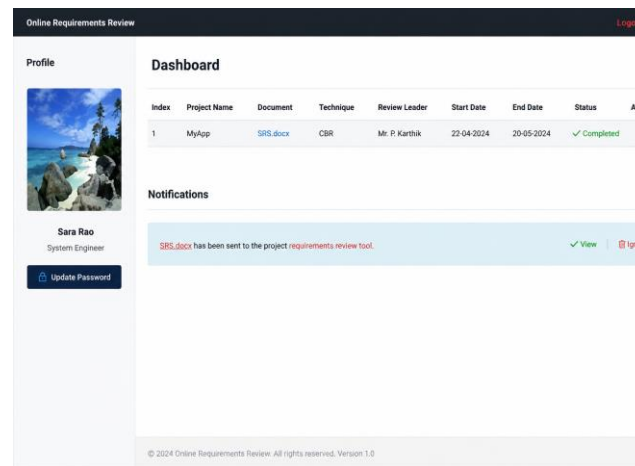 Online Requirements Review
Profile
Sara Rao
System Engineer
Update Password
Dashboard
Index Project Name Document Technique Review Leader Start Date End Date Status
1 MyApp SRS.docx CBR Mr. P. Karthik 22-04-2024 20-05-2024 Completed
Notifications
SRS.docx has been sent to the project requirements review tool. View
© 2024 Online Requirements Review. All rights reserved. Version 1.0